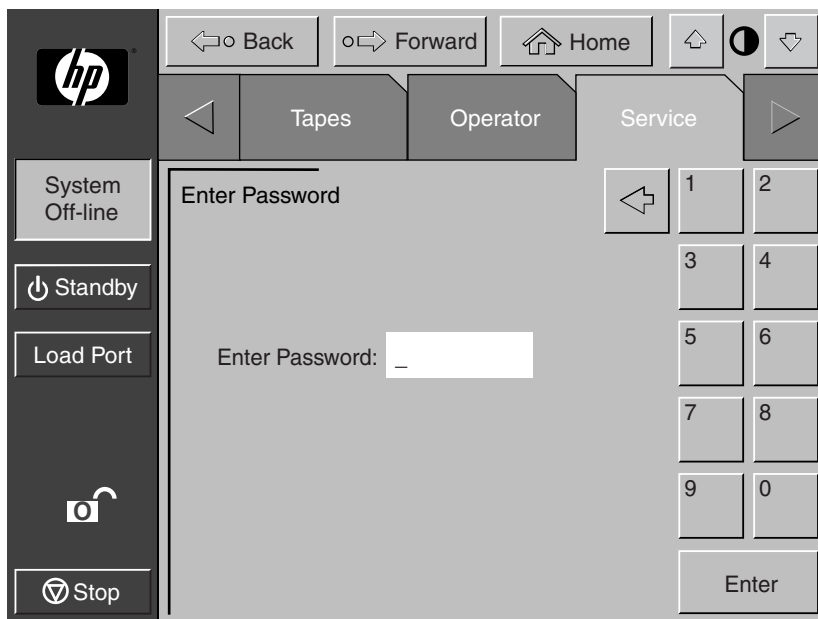 hp
Back
Forward
Home
Tapes
Operator
Service
System
Off-line
Standby
Load Port
O
Stop
Enter Password
Enter Password: _
1
2
3
4
5
6
7
8
9
0
Enter